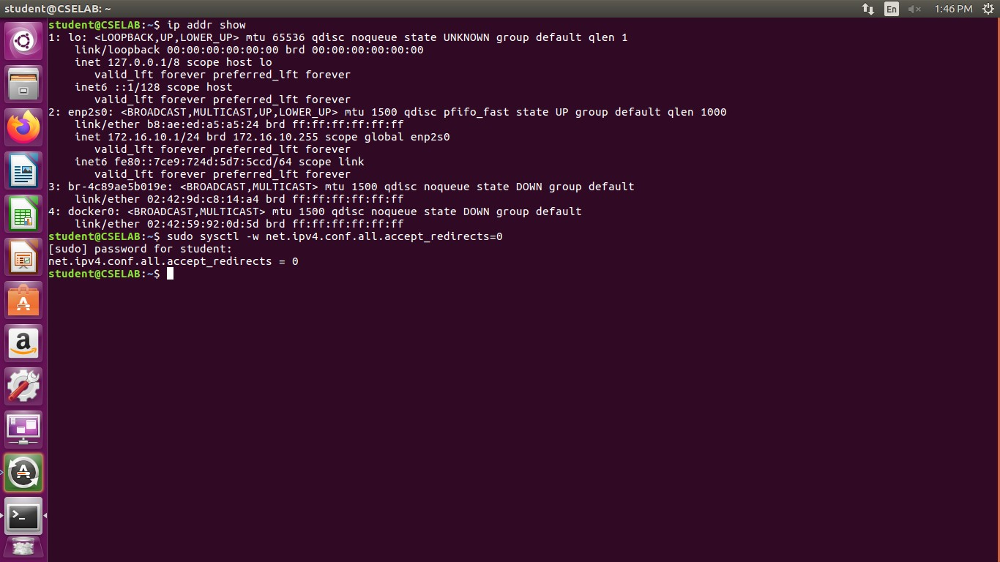 student@CSELAB: ~
En
1:46 PM
student@CSELAB:~$ ip addr show
1: lo: <LOOPBACK,UP,LOWER_UP> mtu 65536 qdisc noqueue state UNKNOWN group default qlen 1
    link/loopback 00:00:00:00:00:00 brd 00:00:00:00:00:00
    inet 127.0.0.1/8 scope host lo
       valid_lft forever preferred_lft forever
    inet6 ::1/128 scope host
       valid_lft forever preferred_lft forever
2: enp2s0: <BROADCAST,MULTICAST,UP,LOWER_UP> mtu 1500 qdisc pfifo_fast state UP group default qlen 1000
    link/ether b8:ae:ed:a5:a5:24 brd ff:ff:ff:ff:ff:ff
    inet 172.16.10.1/24 brd 172.16.10.255 scope global enp2s0
       valid_lft forever preferred_lft forever
    inet6 fe80::7ce9:724d:5d7:5ccd/64 scope link
       valid_lft forever preferred_lft forever
3: br-4c89ae5b019e: <BROADCAST,MULTICAST> mtu 1500 qdisc noqueue state DOWN group default
    link/ether 02:42:9d:c8:14:a4 brd ff:ff:ff:ff:ff:ff
4: docker0: <BROADCAST,MULTICAST> mtu 1500 qdisc noqueue state DOWN group default
    link/ether 02:42:59:92:0d:5d brd ff:ff:ff:ff:ff:ff
student@CSELAB:~$ sudo sysctl -w net.ipv4.conf.all.accept_redirects=0
[sudo] password for student:
net.ipv4.conf.all.accept_redirects = 0
student@CSELAB:~$